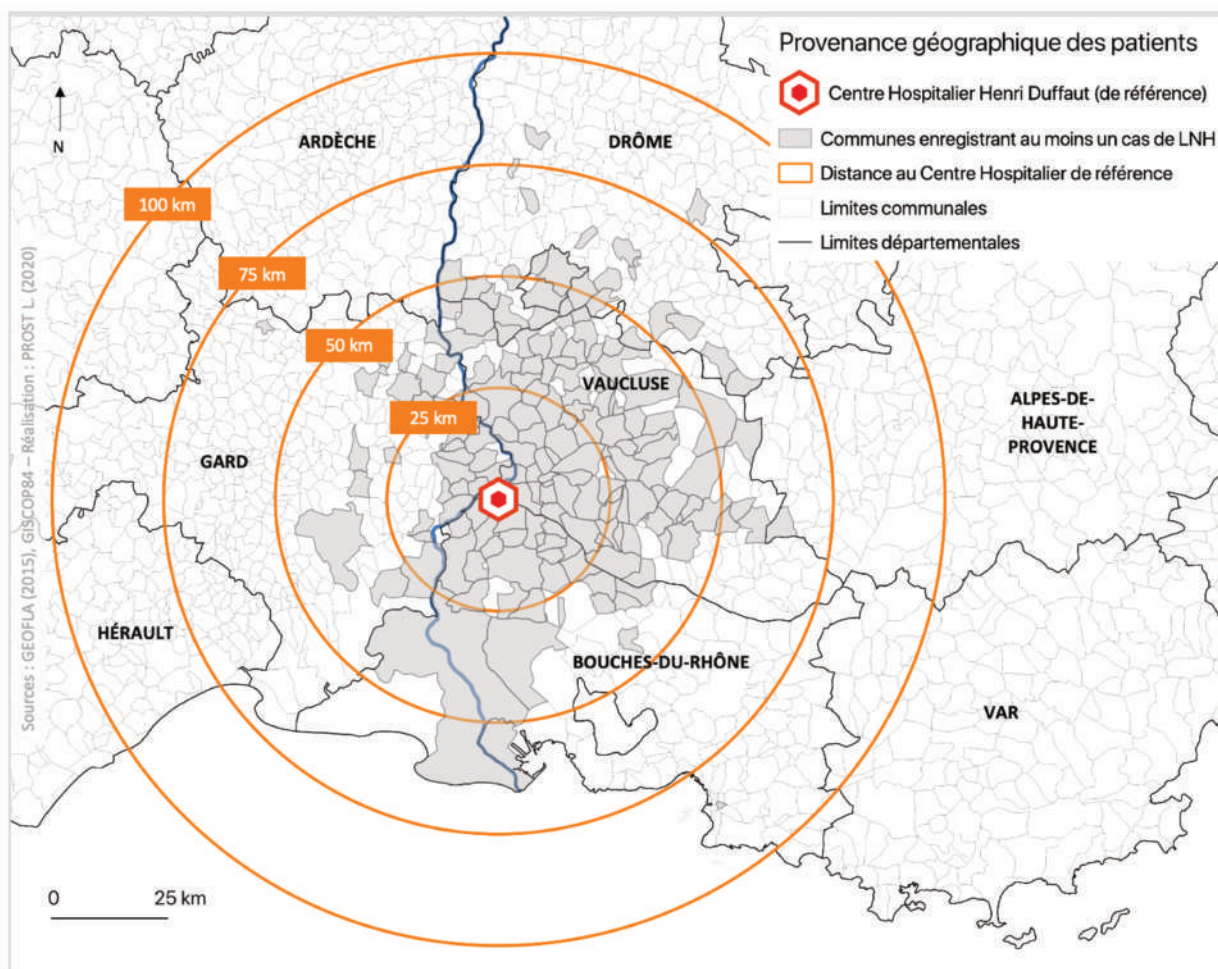 Provenance géographique des patients
Centre Hospitalier Henri Duffaut (de référence)
Communes enregistrant au moins un cas de LNH
Distance au Centre Hospitalier de référence
Limites communales
Limites départementales
N
ARDÈCHE
DRÔME
100 km
75 km
50 km
VAUCLUSE
25 km
ALPES-DE-
HAUTE-
PROVENCE
GARD
HÉRAULT
BOUCHES-DU-RHÔNE
VAR
0 25 km
Sources : GEOFLA (2015), GISCOP84 – Réalisation : PROST L (2020)